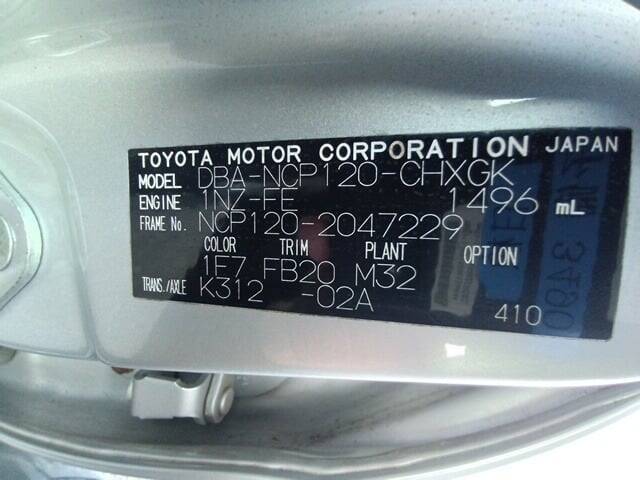 TOYOTA MOTOR CORPORATION JAPAN
MODEL DBA-NCP120-CHXGK
ENGINE 1NZ-FE 1496 mL
FRAME No. NCP120-2047229
COLOR TRIM PLANT OPTION
1F7 FB20 M32
TRANS./AXLE K312 -02A
410